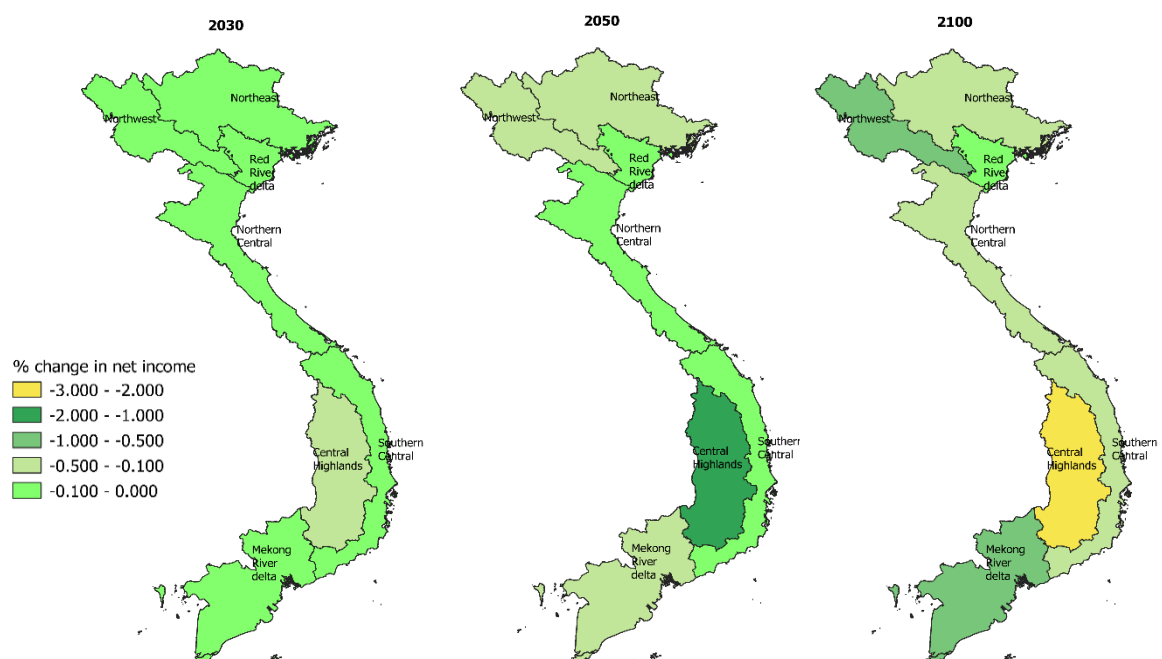 2030
2050
2100
Northeast
Northwest
Red
River
delta
Northern
Central
Southern
Central
Central
Highlands
Mekong
River
delta
Northeast
Northwest
Red
River
delta
Northern
Central
Southern
Central
Central
Highlands
Mekong
River
delta
Northeast
Northwest
Red
River
delta
Northern
Central
Southern
Central
Central
Highlands
Mekong
River
delta
% change in net income
-3.000 - -2.000
-2.000 - -1.000
-1.000 - -0.500
-0.500 - -0.100
-0.100 - 0.000